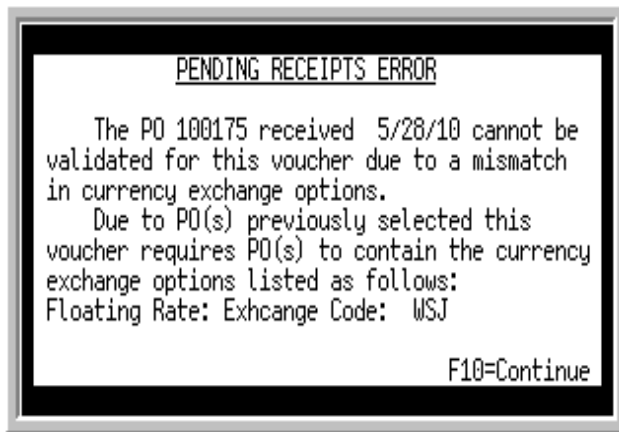 PENDING RECEIPTS ERROR
The PO 100175 received 5/28/10 cannot be
validated for this voucher due to a mismatch
in currency exchange options.
Due to PO(s) previously selected this
voucher requires PO(s) to contain the currency
exchange options listed as follows:
Floating Rate: Exhcange Code: WSJ
F10=Continue